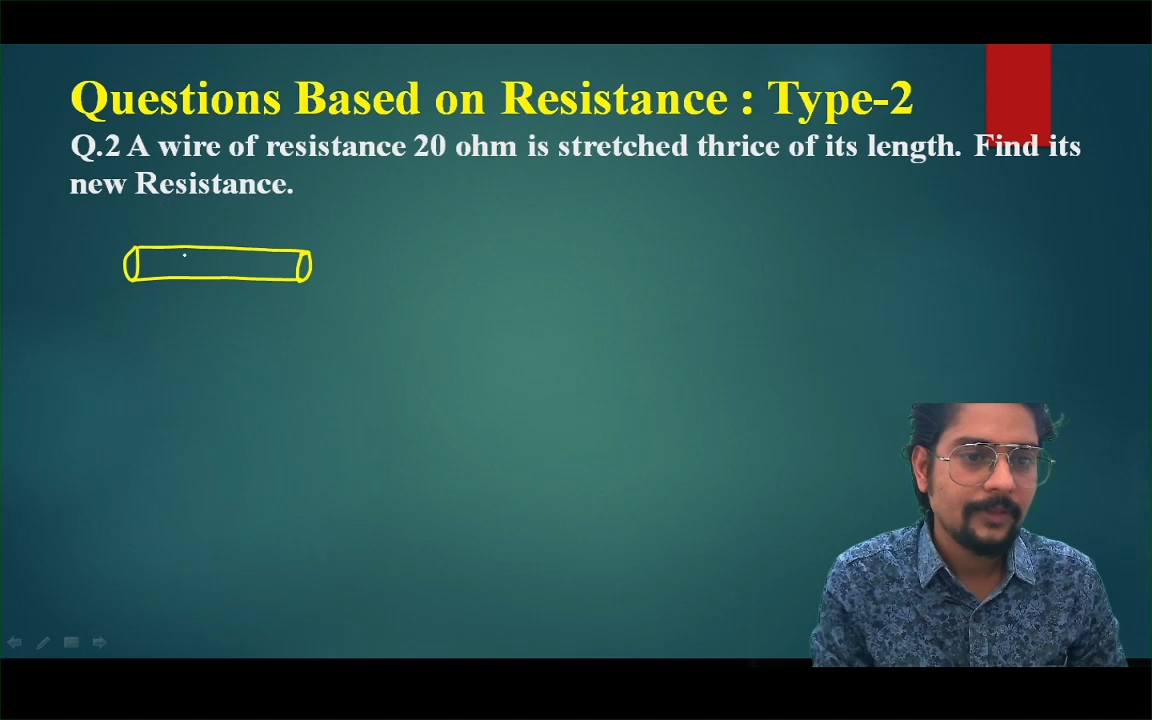 Questions Based on Resistance : Type-2
Q.2 A wire of resistance 20 ohm is stretched thrice of its length. Find its
new Resistance.